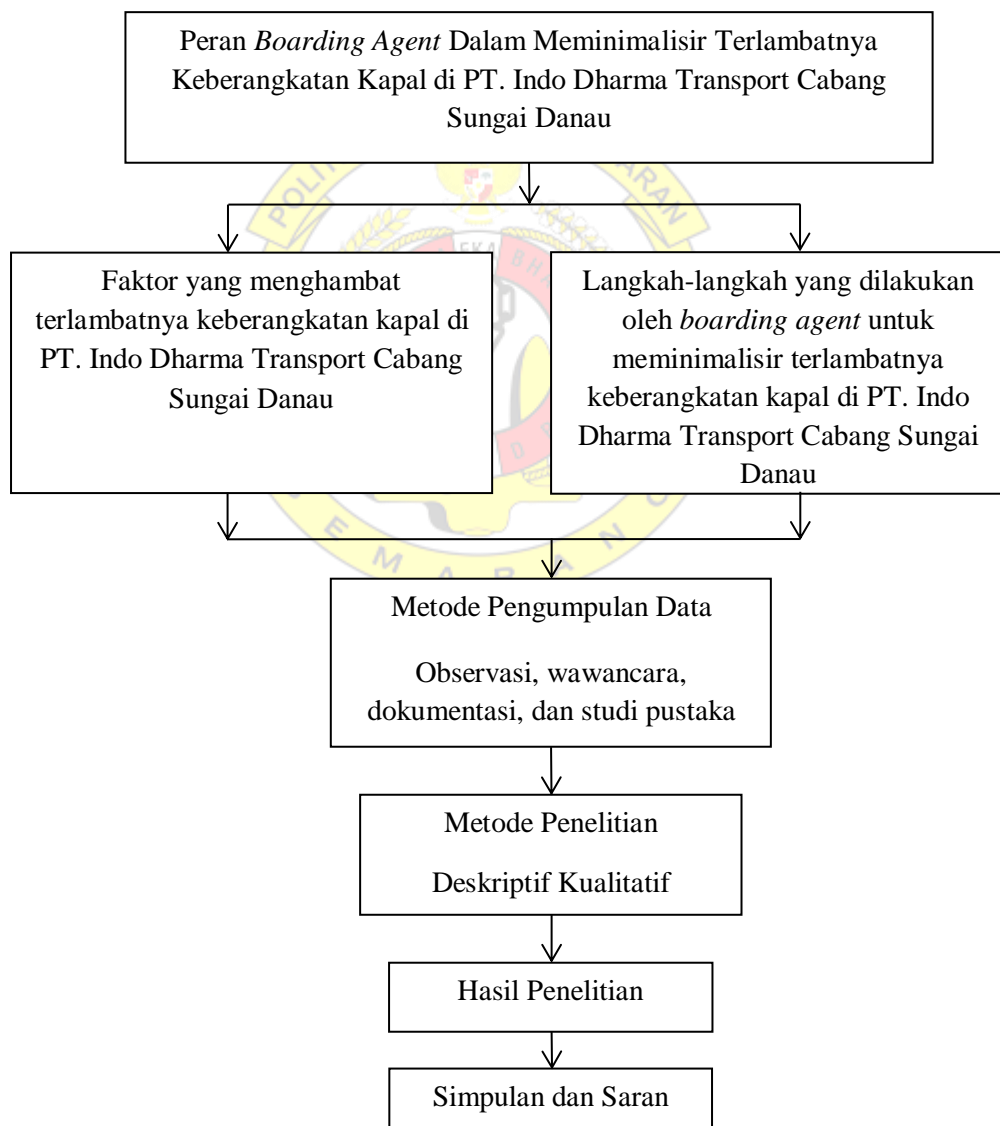 Peran Boarding Agent Dalam Meminimalisir Terlambatnya
Keberangkatan Kapal di PT. Indo Dharma Transport Cabang
Sungai Danau
Faktor yang menghambat
terlambatnya keberangkatan kapal di
PT. Indo Dharma Transport Cabang
Sungai Danau
Langkah-langkah yang dilakukan
oleh boarding agent untuk
meminimalisir terlambatnya
keberangkatan kapal di PT. Indo
Dharma Transport Cabang Sungai
Danau
SEMARANG
Metode Pengumpulan Data
Observasi, wawancara,
dokumentasi, dan studi pustaka
Metode Penelitian
Deskriptif Kualitatif
Hasil Penelitian
Simpulan dan Saran